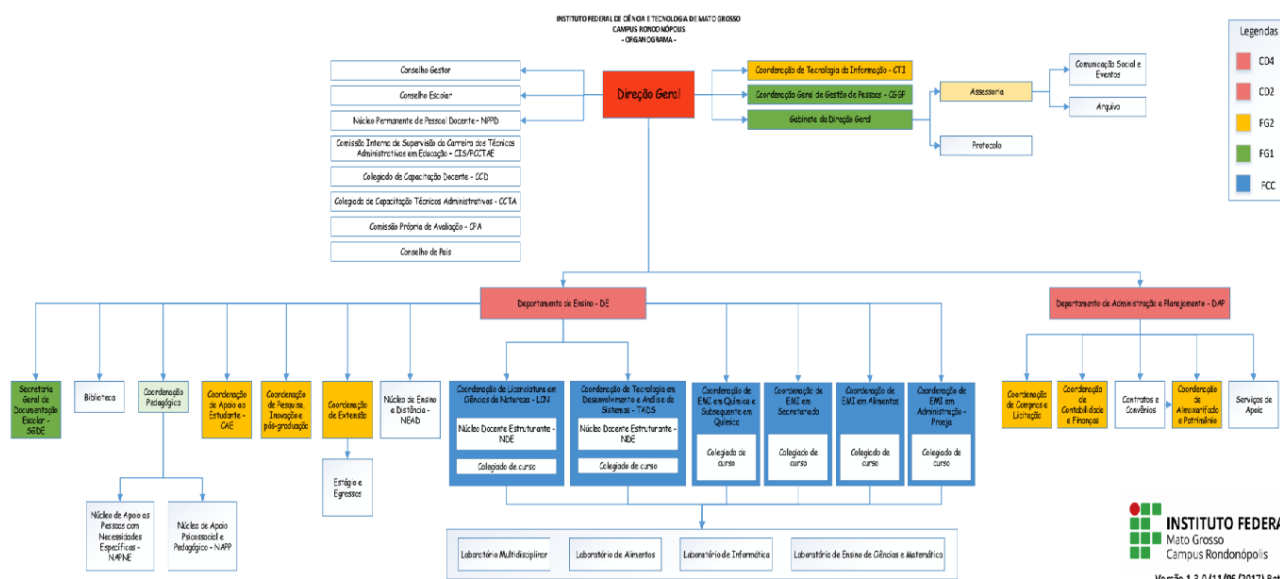 INSTITUTO FEDERAL DE CIÊNCIA E TECNOLOGIA DE MATO GROSSO
CAMPUS RONDONÓPOLIS
- ORGANOGRAMA -
Legendas
CD4
CD2
FG2
FG1
FCC
Direção Geral
Conselho Gestor
Conselho Escolar
Núcleo Permanente de Pessoal Docente - NPPD
Comissão Interna de Supervisão da Carreira dos Técnicos
Administrativos em Educação - CIS/PCCTAE
Colegiado de Capacitação Docente - CCD
Colegiado de Capacitação Técnicos Administrativos - CCTA
Comissão Própria de Avaliação - CPA
Conselho de Pais
Coordenação de Tecnologia da Informação - CTI
Coordenação Geral de Gestão de Pessoas - CGGP
Gabinete da Direção Geral
Assessoria
Protocolo
Comunicação Social e
Eventos
Arquivo
Departamento de Ensino - DE
Departamento de Administração e Planejamento - DAP
Secretaria
Geral de
Documentação
Escolar -
SGDE
Biblioteca
Coordenação
Pedagógica
Coordenação
de Apoio ao
Estudante -
CAE
Coordenação
de Pesquisa,
Inovação e
pós-graduação
Coordenação
de Extensão
Núcleo de Ensino
a Distância -
NEAD
Coordenação de Licenciatura em
Ciências da Natureza - LCN
Núcleo Docente Estruturante -
NDE
Colegiado de curso
Coordenação de Tecnologia em
Desenvolvimento e Análise de
Sistemas - TADS
Núcleo Docente Estruturante -
NDE
Colegiado de curso
Coordenação de
EMI em Química e
Subsequente em
Química
Colegiado de
curso
Coordenação de
EMI em
Secretariado
Colegiado de
curso
Coordenação de
EMI em Alimentos
Colegiado de
curso
Coordenação de
EMI em
Administração -
Proeja
Colegiado de
curso
Coordenação
de Compras e
Licitação
Coordenação
de
Contabilidade
e Finanças
Contratos e
Convênios
Coordenação
de
Almoxarifado
e Patrimônio
Serviços de
Apoio
Estágio e
Egressos
Núcleo de Apoio as
Pessoas com
Necessidades
Específicas -
NAPNE
Núcleo de Apoio
Psicossocial e
Pedagógico - NAPP
Laboratório Multidisciplinar
Laboratório de Alimentos
Laboratório de Informática
Laboratório de Ensino de Ciências e Matemática
INSTITUTO FEDERA
Mato Grosso
Campus Rondonópolis